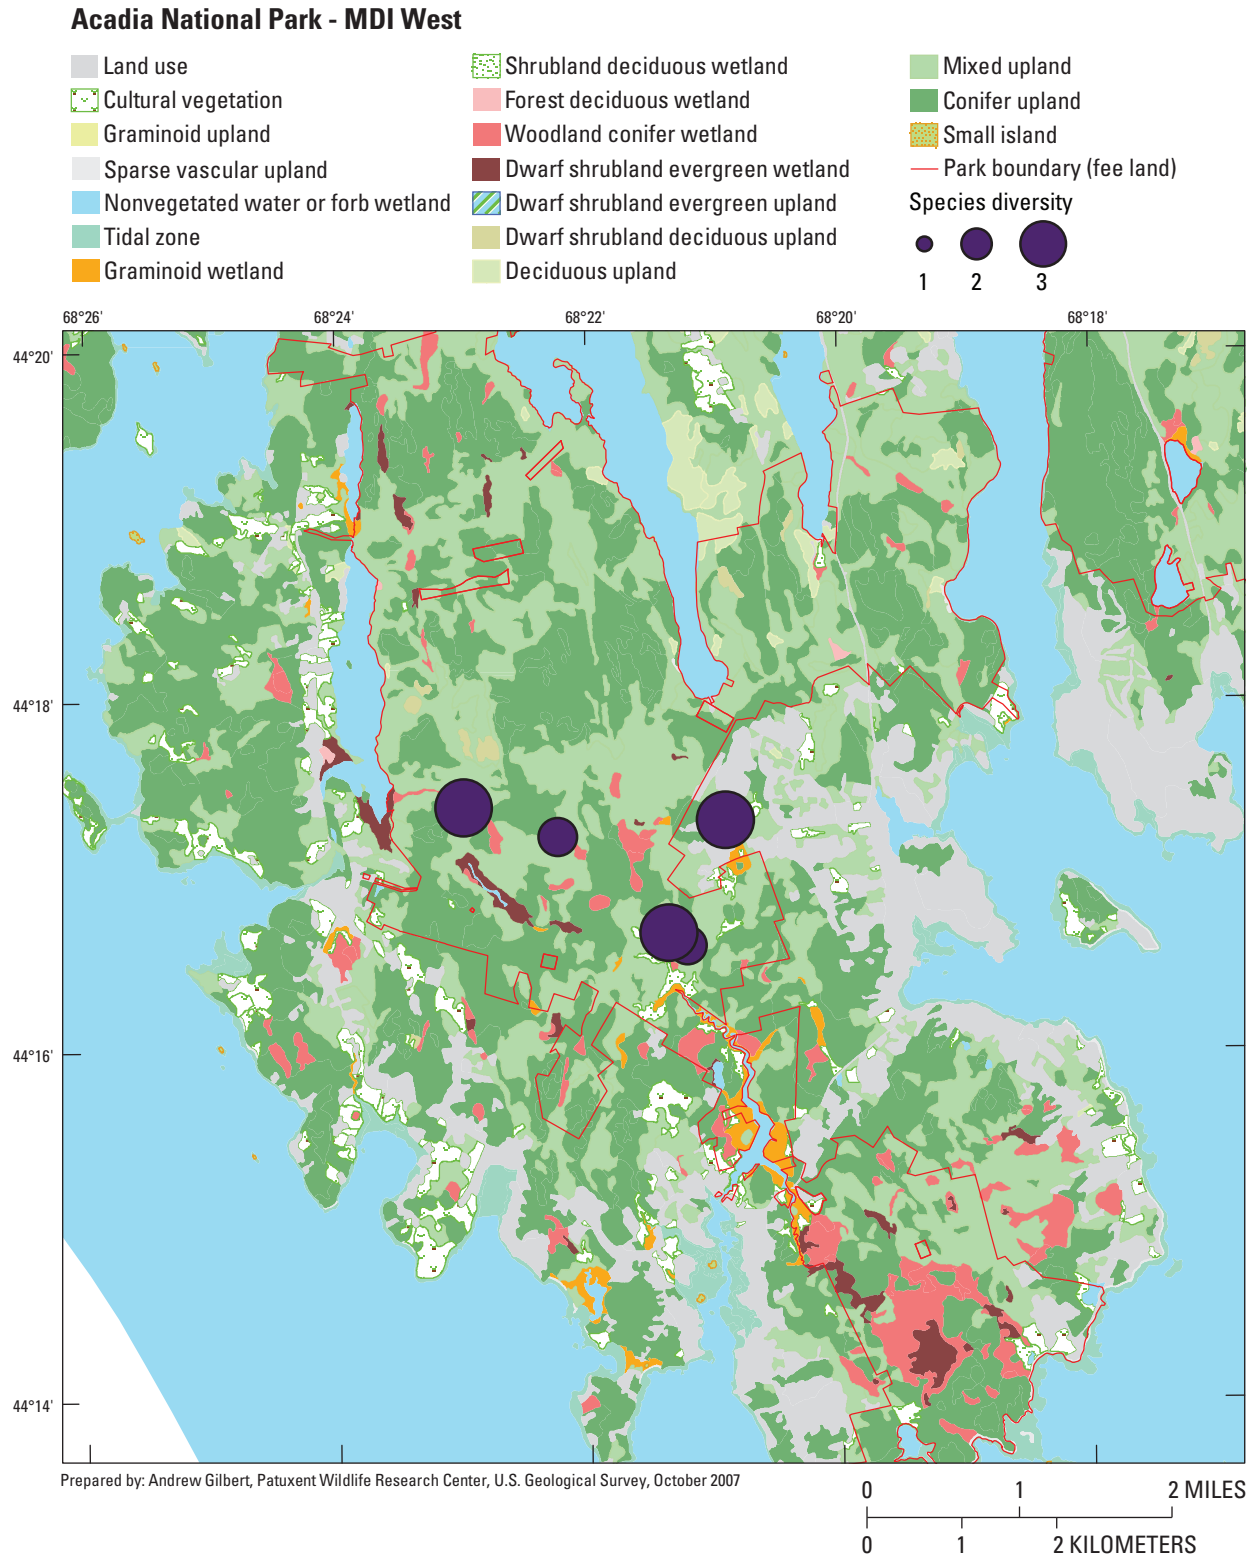 Acadia National Park - MDI West
Land use
Cultural vegetation
Graminoid upland
Sparse vascular upland
Nonvegetated water or forb wetland
Tidal zone
Graminoid wetland
Shrubland deciduous wetland
Forest deciduous wetland
Woodland conifer wetland
Dwarf shrubland evergreen wetland
Dwarf shrubland evergreen upland
Dwarf shrubland deciduous upland
Deciduous upland
Mixed upland
Conifer upland
Small island
Park boundary (fee land)
Species diversity
1 2 3
68°26' 68°24' 68°22' 68°20' 68°18'
44°20'
44°18'
44°16'
44°14'
Prepared by: Andrew Gilbert, Patuxent Wildlife Research Center, U.S. Geological Survey, October 2007
0 1 2 MILES
0 1 2 KILOMETERS